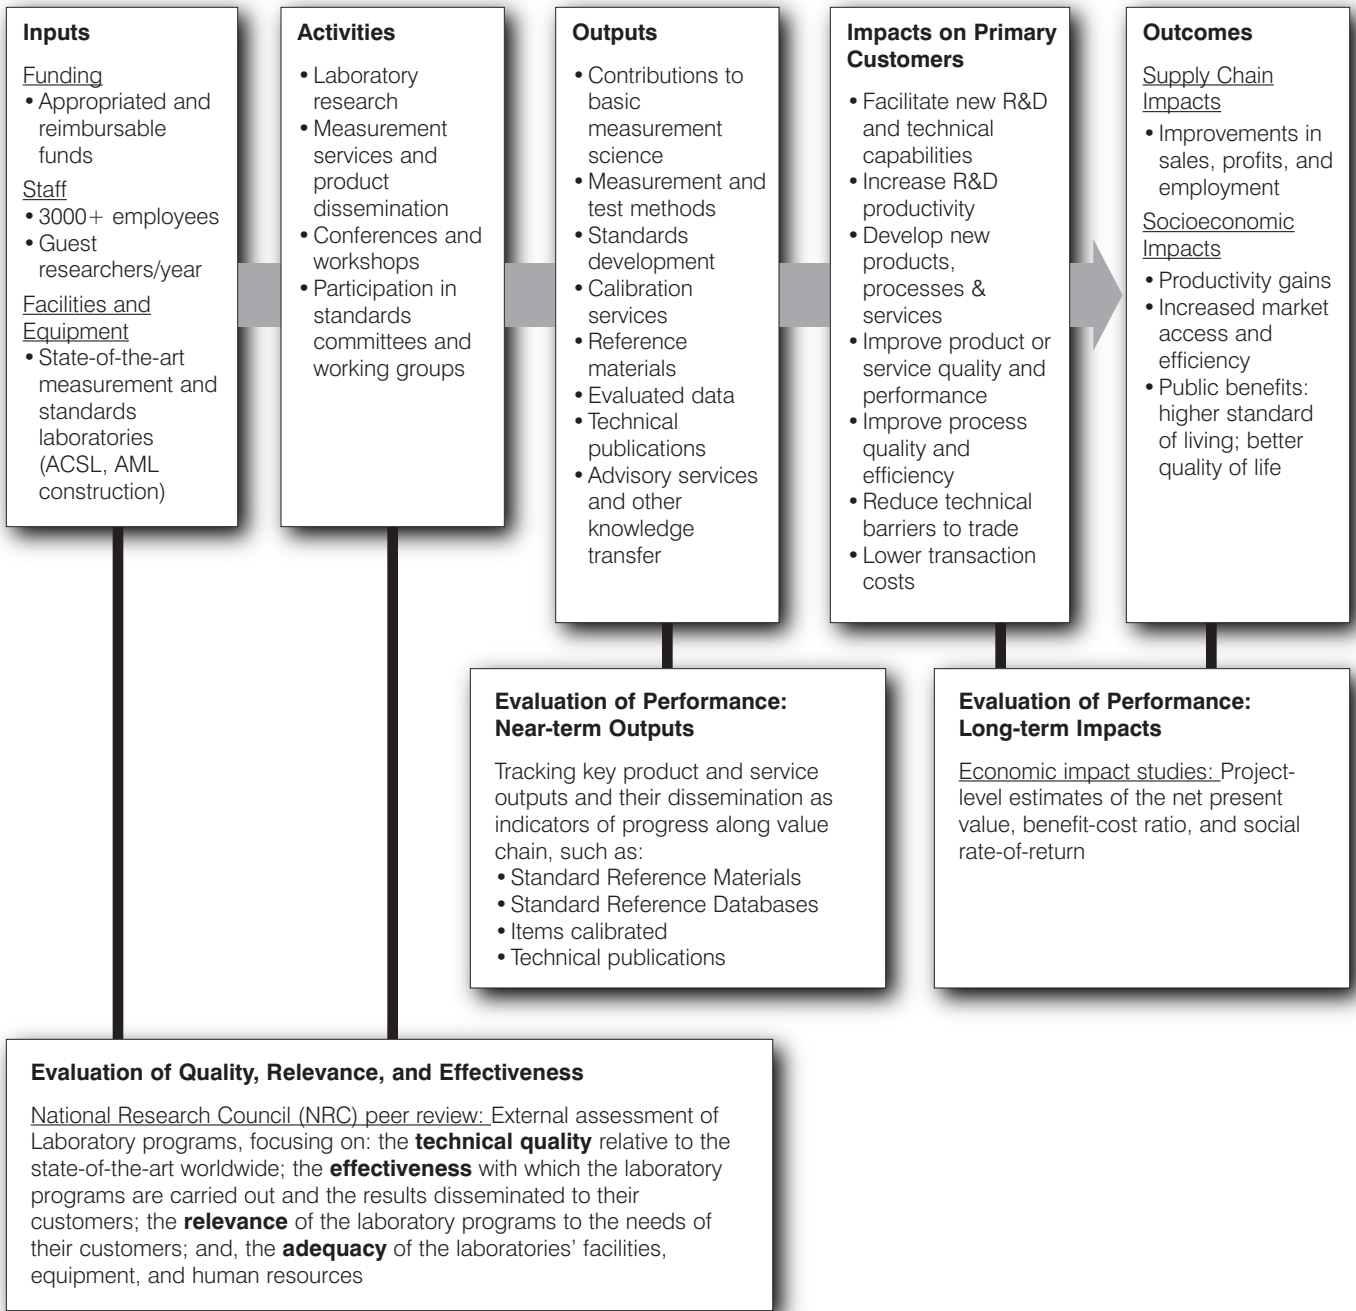 Inputs
Funding
• Appropriated and
reimbursable
funds
Staff
• 3000+ employees
• Guest
researchers/year
Facilities and
Equipment
• State-of-the-art
measurement and
standards
laboratories
(ACSL, AML
construction)
Activities
• Laboratory
research
• Measurement
services and
product
dissemination
• Conferences and
workshops
• Participation in
standards
committees and
working groups
Outputs
• Contributions to
basic
measurement
science
• Measurement and
test methods
• Standards
development
• Calibration
services
• Reference
materials
• Evaluated data
• Technical
publications
• Advisory services
and other
knowledge
transfer
Impacts on Primary
Customers
• Facilitate new R&D
and technical
capabilities
• Increase R&D
productivity
• Develop new
products,
processes &
services
• Improve product or
service quality and
performance
• Improve process
quality and
efficiency
• Reduce technical
barriers to trade
• Lower transaction
costs
Outcomes
Supply Chain
Impacts
• Improvements in
sales, profits, and
employment
Socioeconomic
Impacts
• Productivity gains
• Increased market
access and
efficiency
• Public benefits:
higher standard
of living; better
quality of life
Evaluation of Performance:
Near-term Outputs
Tracking key product and service
outputs and their dissemination as
indicators of progress along value
chain, such as:
• Standard Reference Materials
• Standard Reference Databases
• Items calibrated
• Technical publications
Evaluation of Performance:
Long-term Impacts
Economic impact studies: Project-
level estimates of the net present
value, benefit-cost ratio, and social
rate-of-return
Evaluation of Quality, Relevance, and Effectiveness
National Research Council (NRC) peer review: External assessment of
Laboratory programs, focusing on: the technical quality relative to the
state-of-the-art worldwide; the effectiveness with which the laboratory
programs are carried out and the results disseminated to their
customers; the relevance of the laboratory programs to the needs of
their customers; and, the adequacy of the laboratories' facilities,
equipment, and human resources